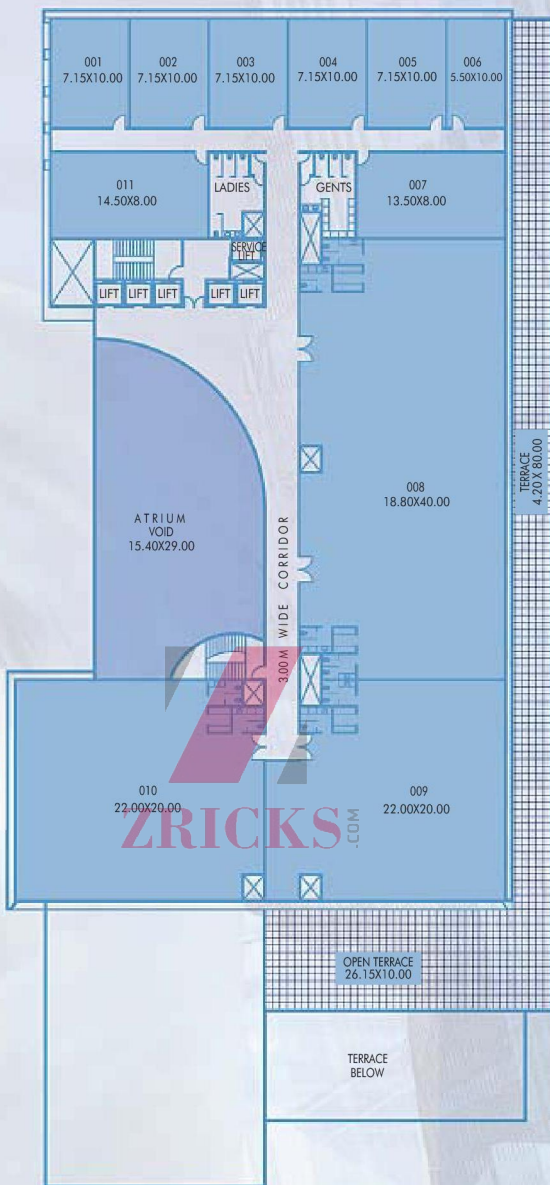 001
7.15X10.00
002
7.15X10.00
003
7.15X10.00
004
7.15X10.00
005
7.15X10.00
006
5.50X10.00
011
14.50X8.00
LADIES
GENTS
007
13.50X8.00
SERVICE
LIFT
LIFT
LIFT
LIFT
LIFT
LIFT
008
18.80X40.00
TERRACE
4.20 X 80.00
ATRIUM
VOID
15.40X29.00
3.00 M WIDE CORRIDOR
010
22.00X20.00
009
22.00X20.00
ZRICKS.COM
OPEN TERRACE
26.15X10.00
TERRACE
BELOW